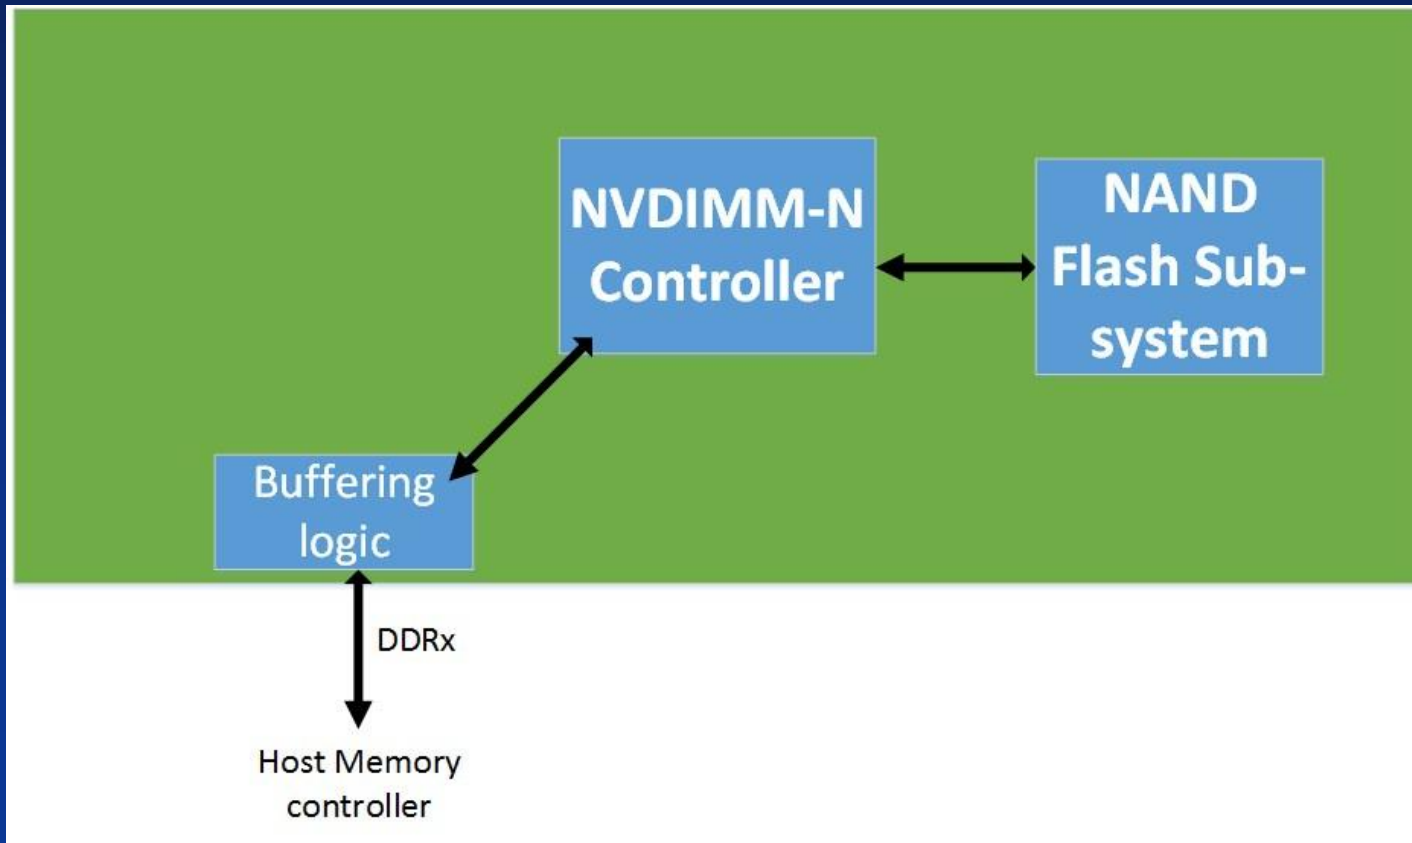 NVDIMM-N
Controller
NAND
Flash Sub-
system
Buffering
logic
DDRx
Host Memory
controller